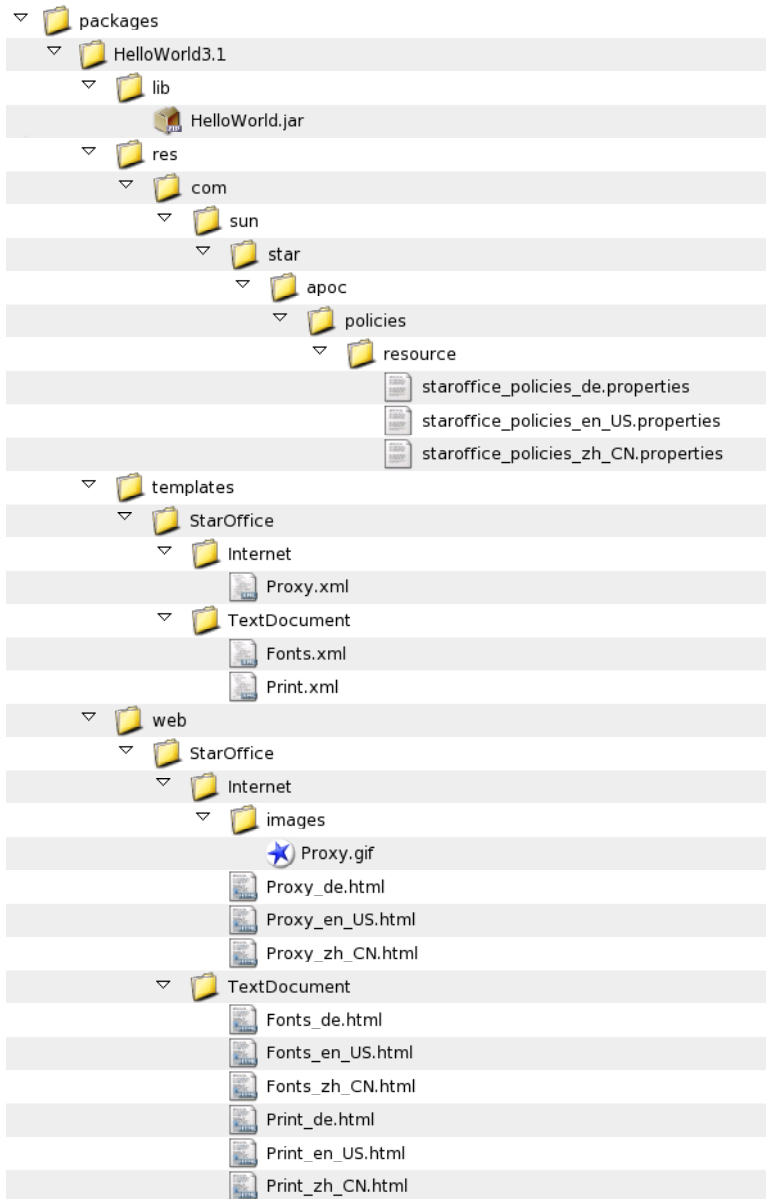 packages
HelloWorld3.1
lib
HelloWorld.jar
res
com
sun
star
apoc
policies
resource
staroffice_policies_de.properties
staroffice_policies_en_US.properties
staroffice_policies_zh_CN.properties
templates
StarOffice
Internet
Proxy.xml
TextDocument
Fonts.xml
Print.xml
web
StarOffice
Internet
images
Proxy.gif
Proxy_de.html
Proxy_en_US.html
Proxy_zh_CN.html
TextDocument
Fonts_de.html
Fonts_en_US.html
Fonts_zh_CN.html
Print_de.html
Print_en_US.html
Print_zh_CN.html